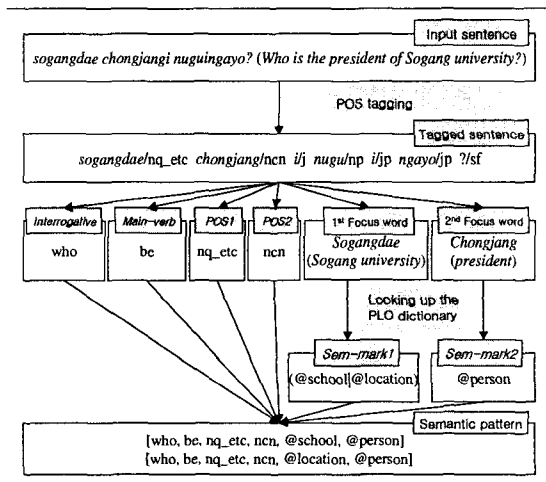 Input sentence
sogangdae chongjangi nuguingayo? (Who is the president of Sogang university?)
POS tagging
Tagged sentence
sogangdae/nq_etc chongjang/ncn i/j nugu/np i/jp ngayo/jp ?/sf
Interrogative
who
Main-verb
be
POS1
nq_etc
POS2
ncn
1st Focus word
Sogangdae
(Sogang university)
2nd Focus word
Chongjang
(president)
Looking up the
PLO dictionary
Sem-mark1
(@school|@location)
Sem-mark2
@person
Semantic pattern
[who, be, nq_etc, ncn, @school, @person]
[who, be, nq_etc, ncn, @location, @person]